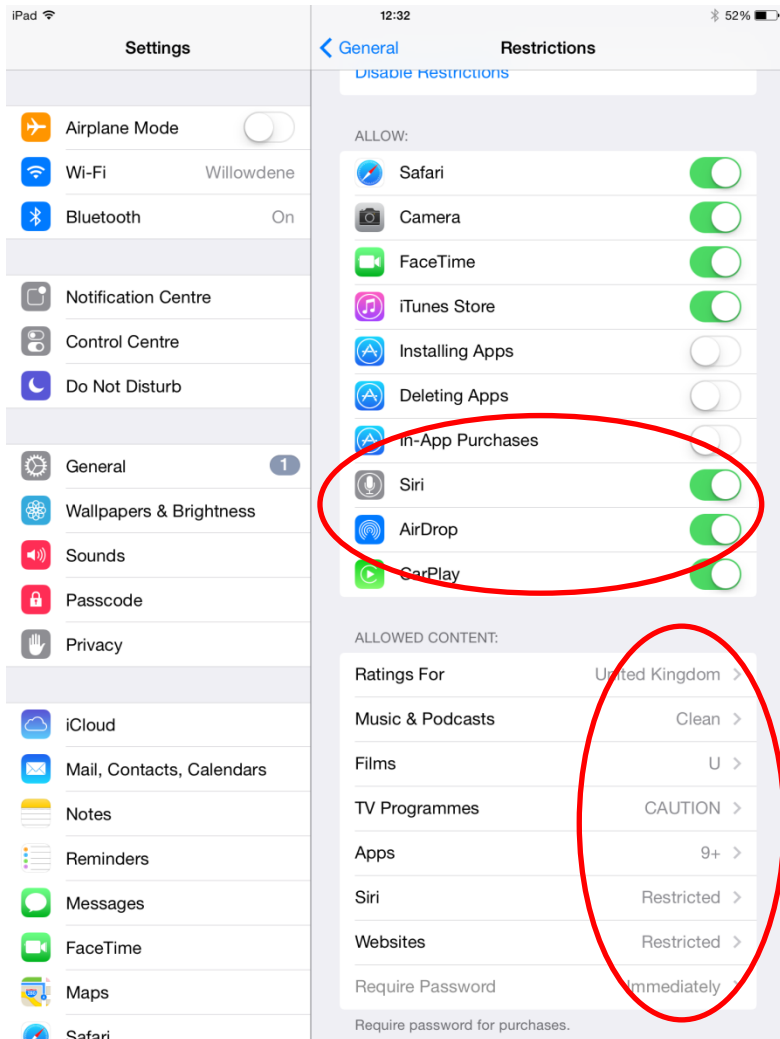 iPad 12:32 52%
Settings
Airplane Mode
Wi-Fi Willowdene
Bluetooth On
Notification Centre
Control Centre
Do Not Disturb
General 1
Wallpapers & Brightness
Sounds
Passcode
Privacy
iCloud
Mail, Contacts, Calendars
Notes
Reminders
Messages
FaceTime
Maps
Safari
General Restrictions
Disable Restrictions
ALLOW:
Safari
Camera
FaceTime
iTunes Store
Installing Apps
Deleting Apps
In-App Purchases
Siri
AirDrop
CarPlay
ALLOWED CONTENT:
Ratings For United Kingdom
Music & Podcasts Clean
Films U
TV Programmes CAUTION
Apps 9+
Siri Restricted
Websites Restricted
Require Password Immediately
Require password for purchases.